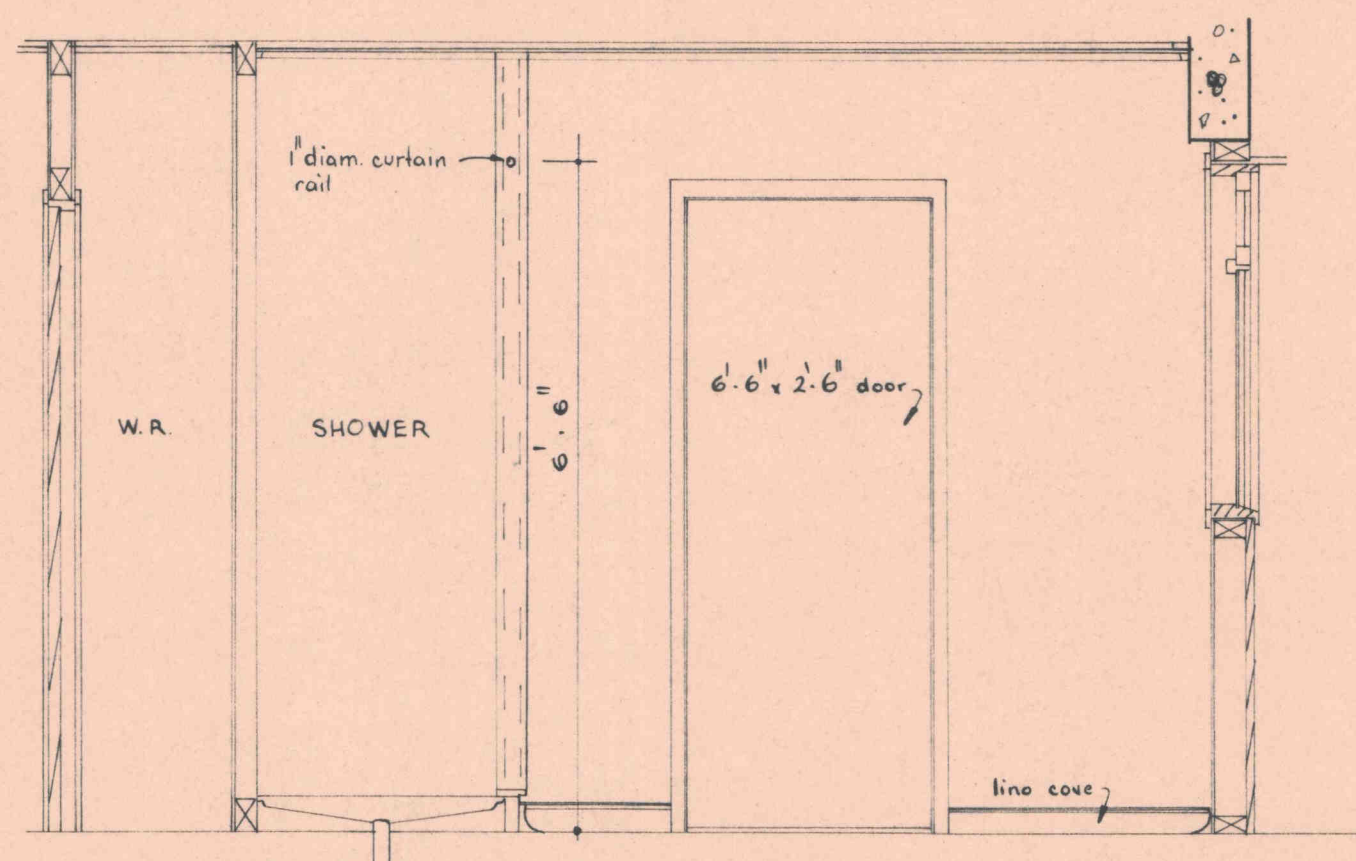 1" diam. curtain
rail
6'.6" x 2'.6" door
W.R.
SHOWER
6'.6"
lino cove